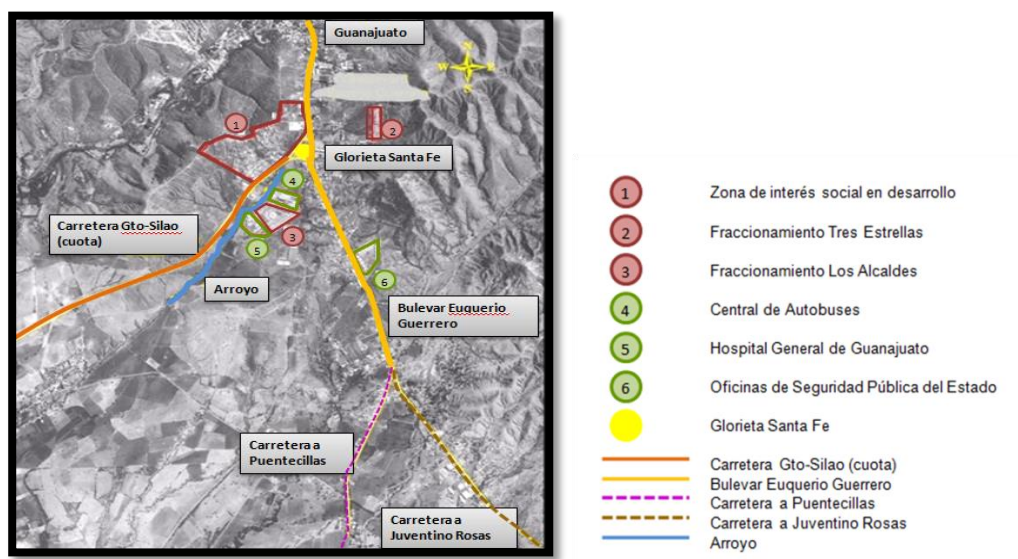 Guanajuato
N
W
E
S
1
2
Glorieta Santa Fe
4
Carretera Gto-Silao
(cuota)
3
5
6
Arroyo
Bulevar Euquerio
Guerrero
Carretera a
Puentecillas
Carretera a
Juventino Rosas
1 Zona de interés social en desarrollo
2 Fraccionamiento Tres Estrellas
3 Fraccionamiento Los Alcaldes
4 Central de Autobuses
5 Hospital General de Guanajuato
6 Oficinas de Seguridad Pública del Estado
Glorieta Santa Fe
Carretera Gto-Silao (cuota)
Bulevar Euquerio Guerrero
Carretera a Puentecillas
Carretera a Juventino Rosas
Arroyo